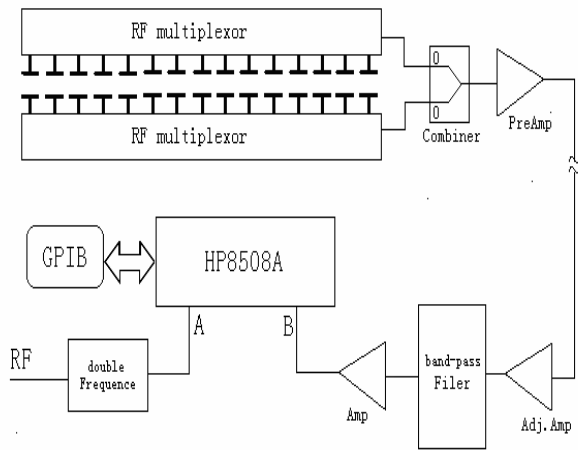 RF multiplexor
0
0
Combiner
PreAmp
RF multiplexor
GPIB
HP8508A
A
B
RF
double
Frequence
Amp
band-pass
Filer
Adj.Amp